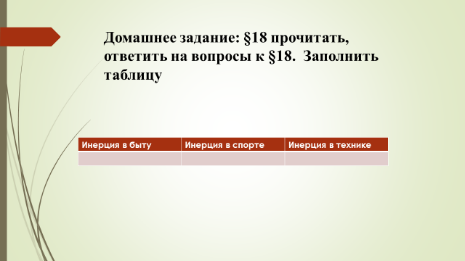 Домашнее задание: §18 прочитать,
ответить на вопросы к §18.  Заполнить
таблицу
Инерция в быту Инерция в спорте Инерция в технике